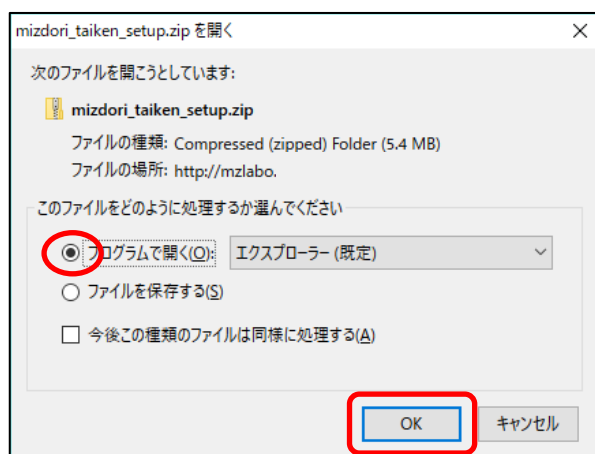 mizdori_taiken_setup.zip を開く
次のファイルを開こうとしています:
mizdori_taiken_setup.zip
ファイルの種類: Compressed (zipped) Folder (5.4 MB)
ファイルの場所: http://mzlabo.
このファイルをどのように処理するか選んでください
プログラムで開く(O): エクスプローラー (既定)
ファイルを保存する(S)
今後この種類のファイルは同様に処理する(A)
OK キャンセル